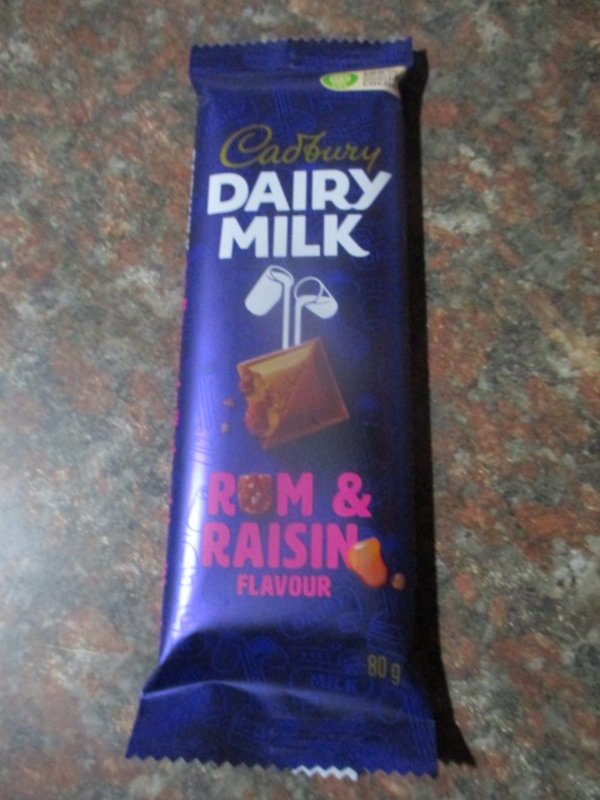 Cadbury
DAIRY
MILK
RUM &
RAISIN
FLAVOUR
80 g